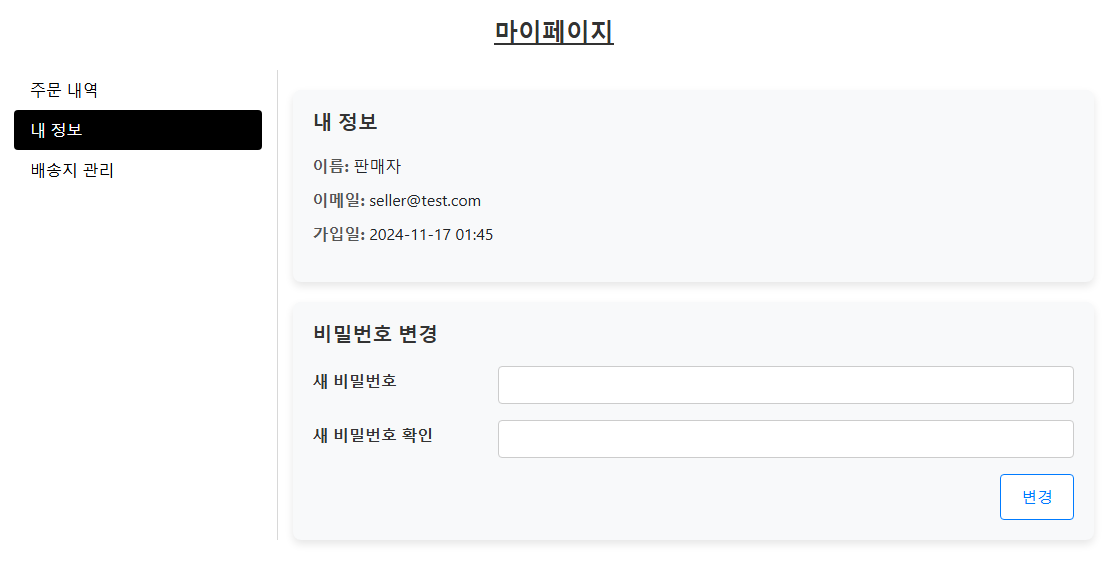 마이페이지
주문 내역
내 정보
배송지 관리
내 정보
이름: 판매자
이메일: seller@test.com
가입일: 2024-11-17 01:45
비밀번호 변경
새 비밀번호
새 비밀번호 확인
변경